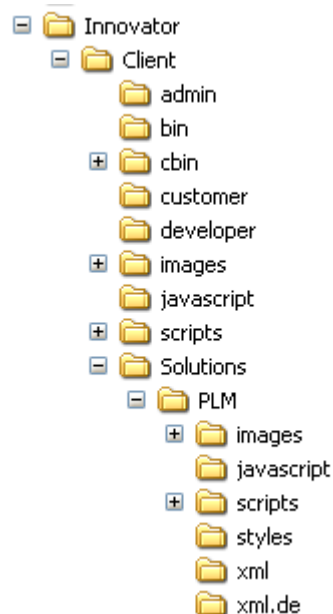 Innovator
Client
admin
bin
cbin
customer
developer
images
javascript
scripts
Solutions
PLM
images
javascript
scripts
styles
xml
xml.de